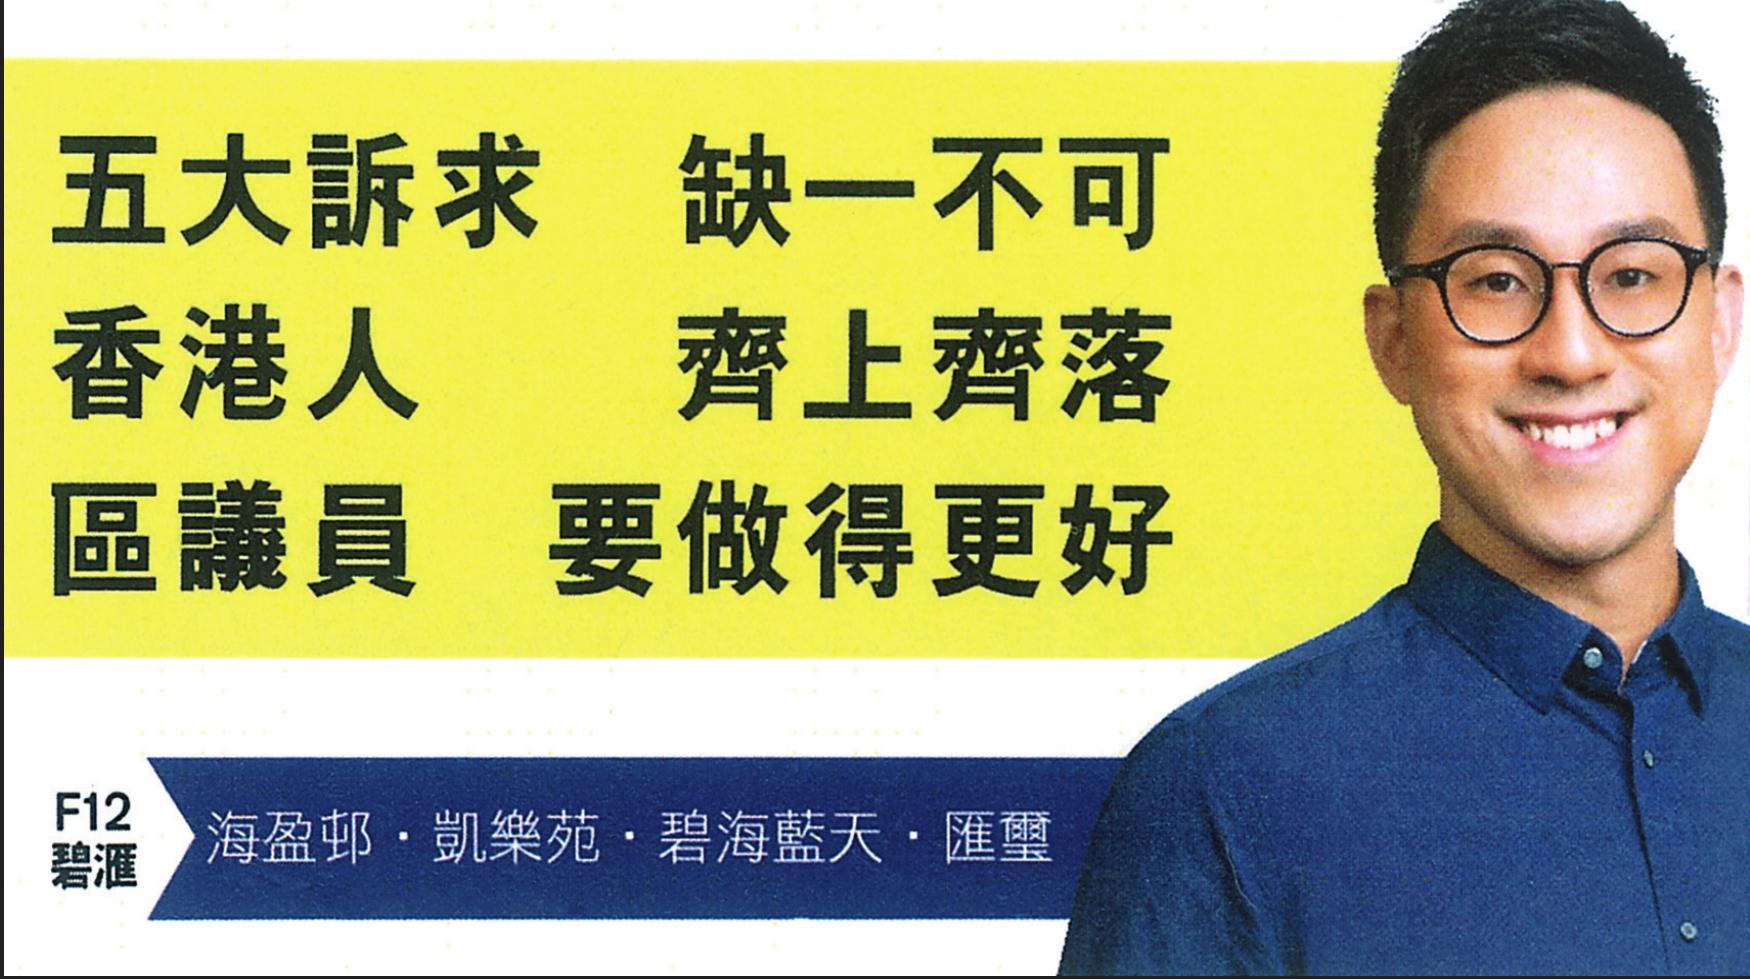 五大訴求　缺一不可
香港人　齊上齊落
區議員　要做得更好
F12
碧滙
海盈邨・凱樂苑・碧海藍天・匯璽